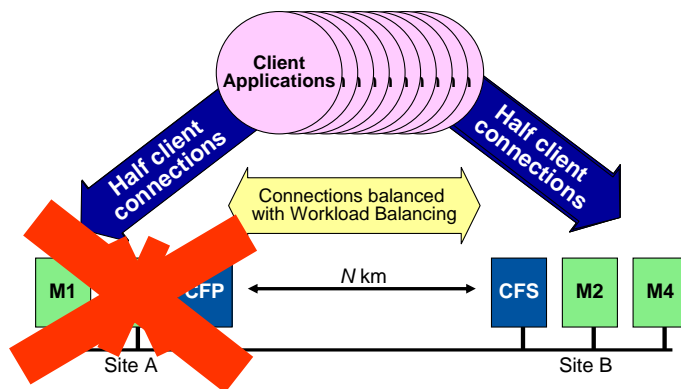 Client
Applications
Half client
connections
Half client
connections
Connections balanced
with Workload Balancing
N km
M1
CFP
CFS
M2
M4
Site A
Site B